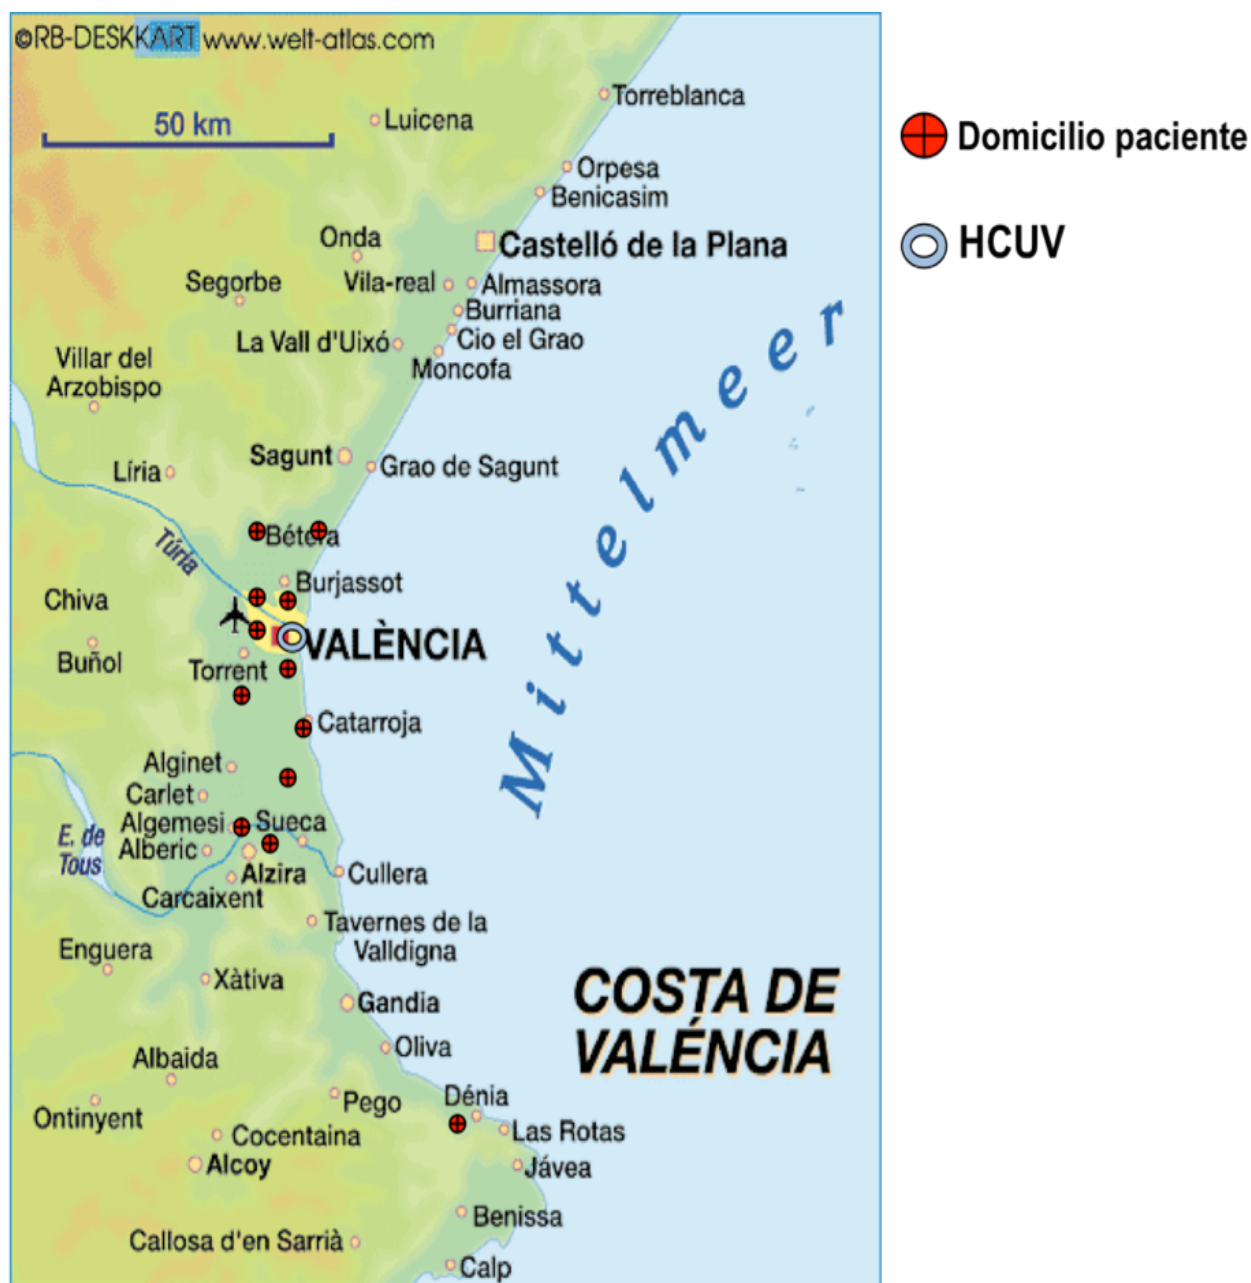 ©RB-DESKKART www.welt-atlas.com
50 km
Luicena
Torreblanca
Orpesa
Benicasim
Onda
Castelló de la Plana
Segorbe
Vila-real
Almassora
Burriana
La Vall d'Uixó
Cio el Grao
Moncofa
Villar del
Arzobispo
Sagunt
Grao de Sagunt
Líria
Túria
Bétera
Burjassot
Chiva
VALÈNCIA
Buñol
Torrent
Catarroja
Alginet
Carlet
Algemesi
Sueca
E. de
Tous
Alberic
Alzira
Cullera
Carcaixent
Tavernes de la
Valldigna
Enguera
Xàtiva
Gandia
Oliva
Albaida
Pego
Dénia
Ontinyent
Cocentaina
Las Rotas
Alcoy
Jávea
Benissa
Callosa d'en Sarrià
Calp
Mittelmeer
COSTA DE
VALÉNCIA
Domicilio paciente
HCUV